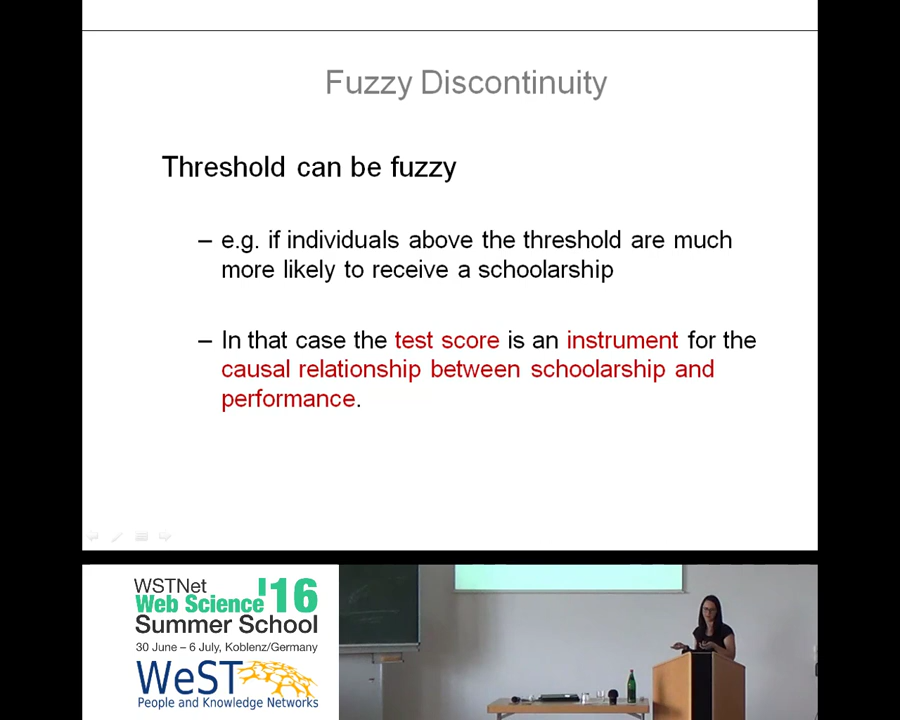 Fuzzy Discontinuity
Threshold can be fuzzy
– e.g. if individuals above the threshold are much
more likely to receive a schoolarship
– In that case the test score is an instrument for the
causal relationship between schoolarship and
performance.
WSTNet
Web Science '16
Summer School
30 June – 6 July, Koblenz/Germany
WeST
People and Knowledge Networks